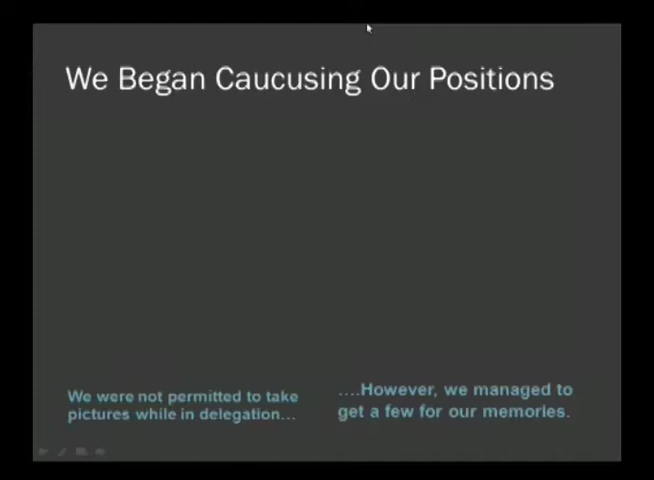 We Began Caucusing Our Positions
We were not permitted to take
pictures while in delegation...
....However, we managed to
get a few for our memories.